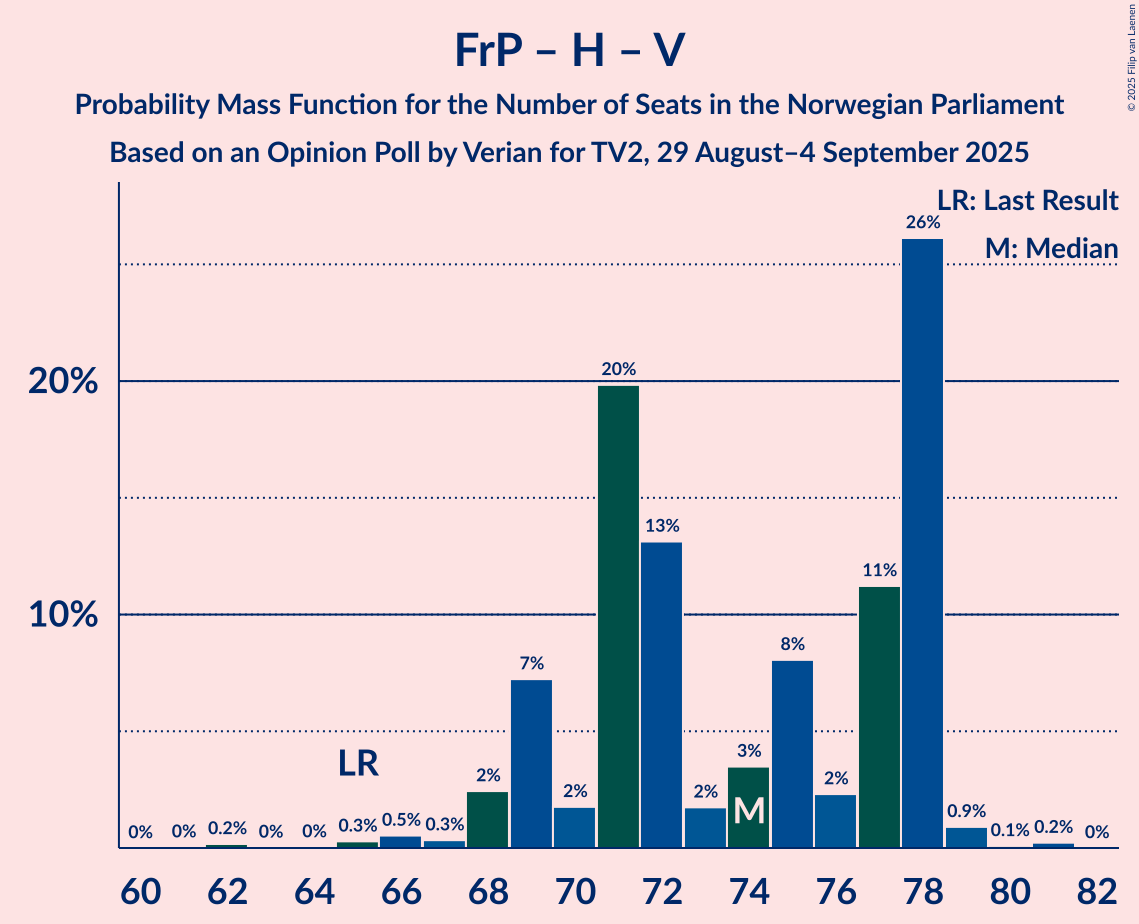 FrP – H – V
Probability Mass Function for the Number of Seats in the Norwegian Parliament
Based on an Opinion Poll by Verian for TV2, 29 August–4 September 2025
© 2025 Filip van Laenen
LR: Last Result
M: Median
20%
10%
0%
0%
0.2%
0%
0%
0.3%
0.5%
0.3%
2%
7%
2%
20%
13%
2%
3%
8%
2%
11%
26%
0.9%
0.1%
0.2%
0%
LR
M
60 62 64 66 68 70 72 74 76 78 80 82